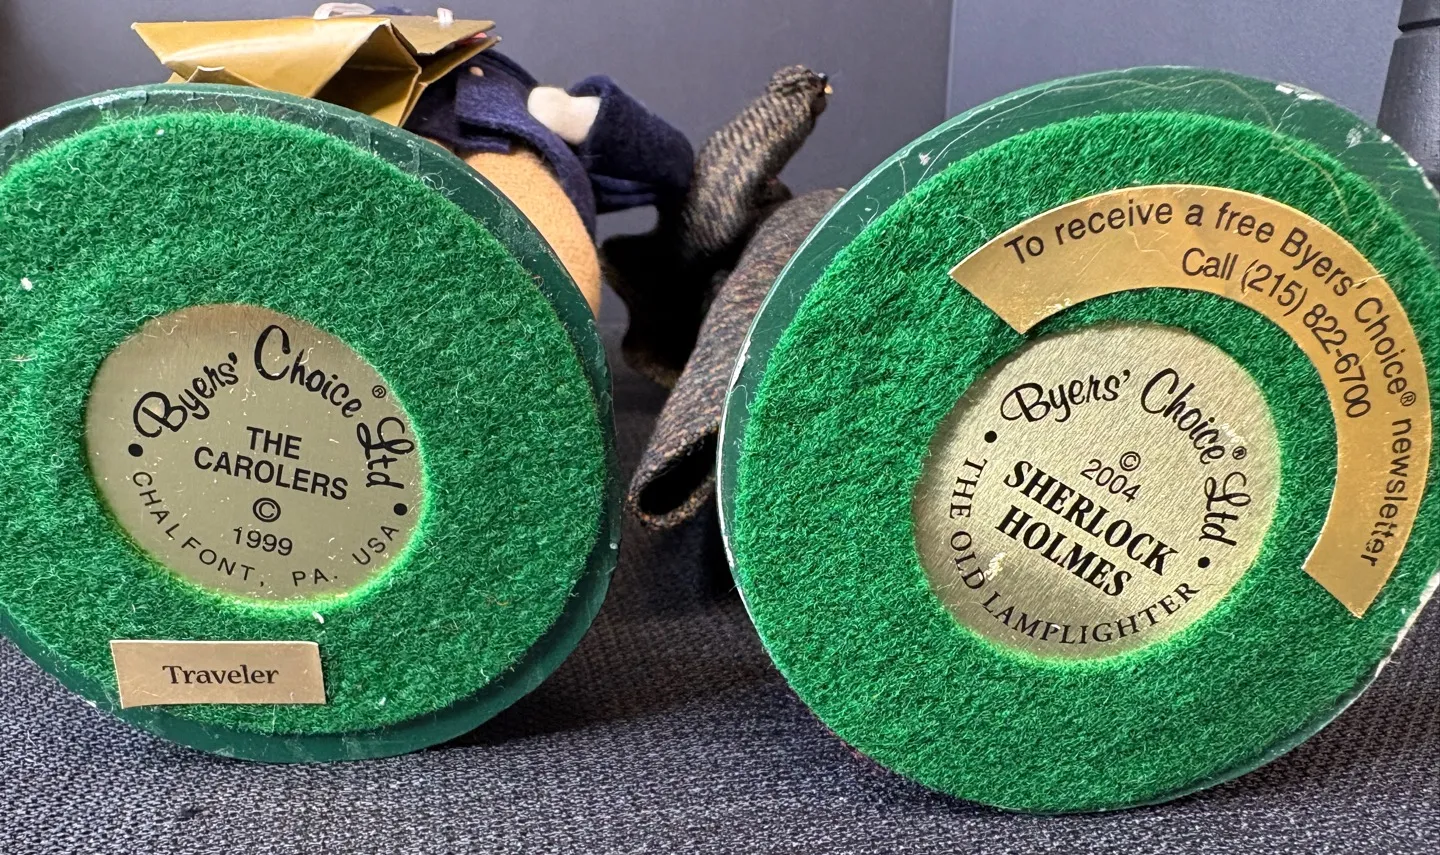 Byers' Choice® Ltd
THE
CAROLERS
©
1999
CHALFONT, PA. USA
Traveler
To receive a free Byers' Choice® newsletter
Call (215) 822-6700
Byers' Choice® Ltd
©
2004
SHERLOCK
HOLMES
THE OLD LAMPLIGHTER